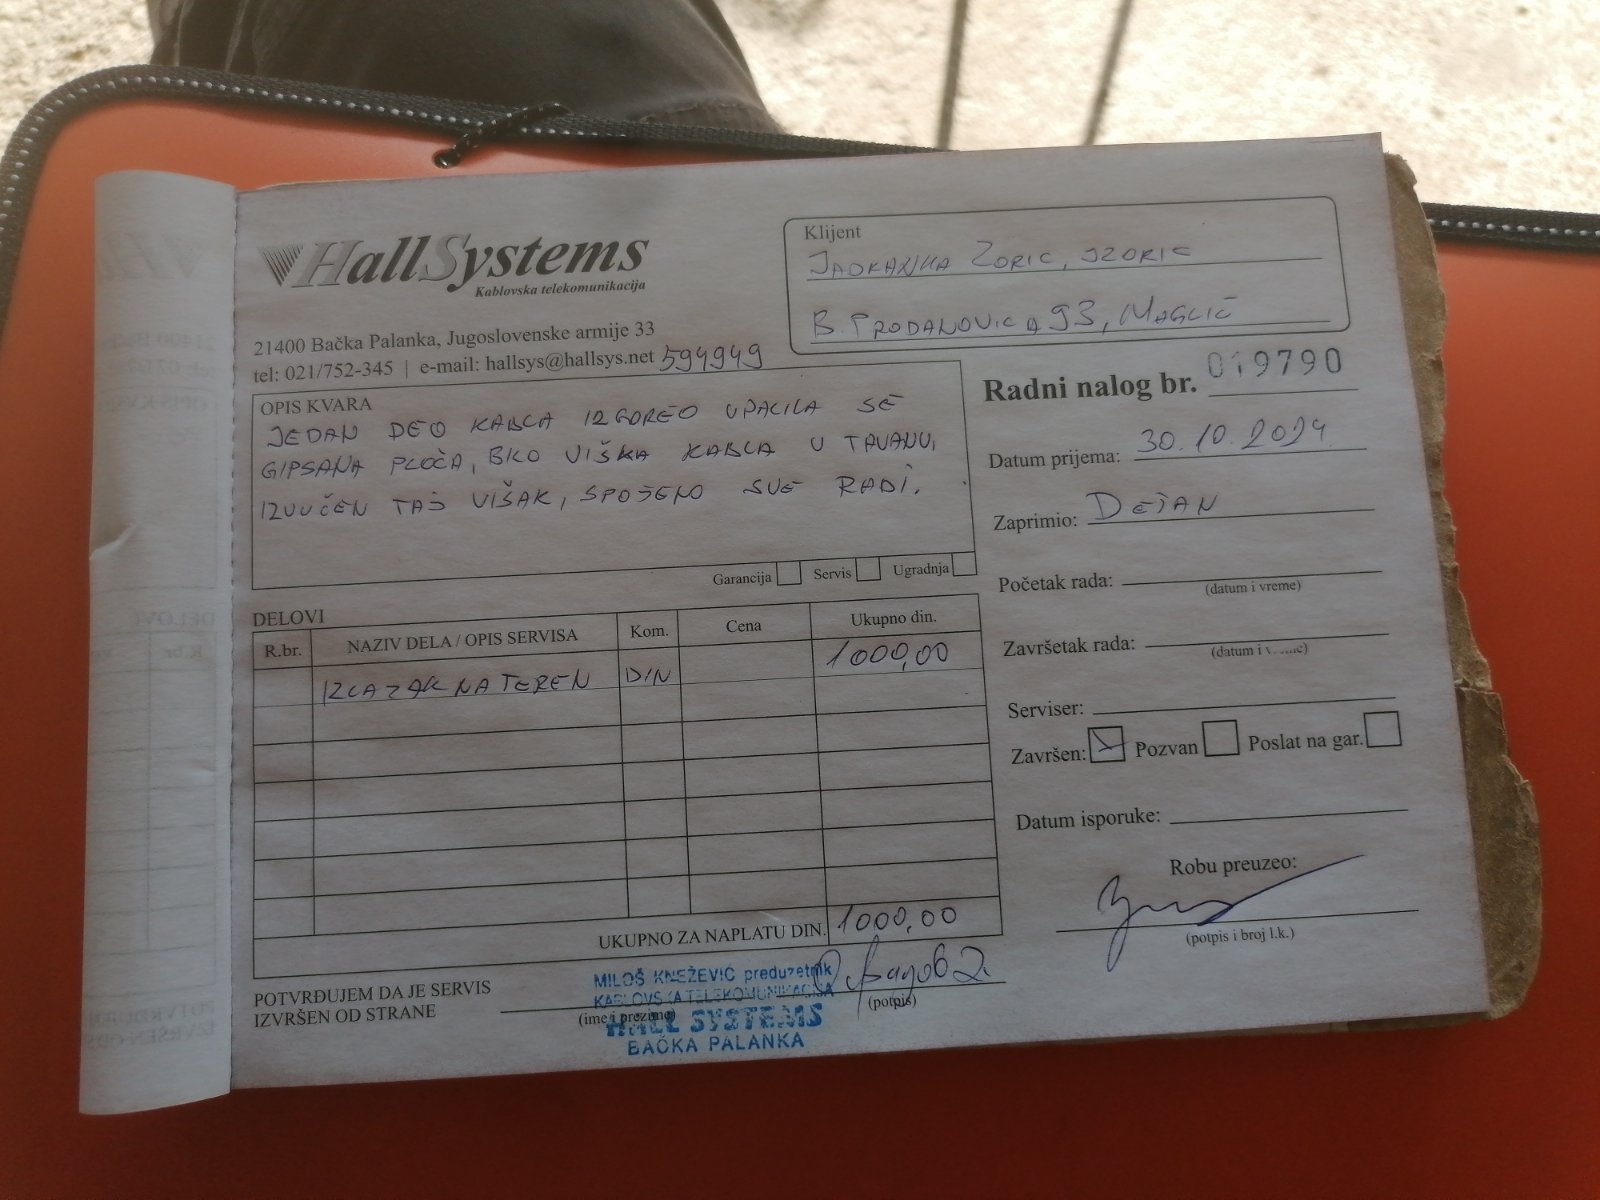 HallSystems
Kablovska telekomunikacija
21400 Bačka Palanka, Jugoslovenske armije 33
tel: 021/752-345 | e-mail: hallsys@hallsys.net 594949
Klijent
JADRANKA ZORIC, JZORIC
B. PRODANOVICA 93, MAGLIĆ
OPIS KVARA
JEDAN DEO KABLA IZGOREO UPALILA SE
GIPSANA PLOČA, BIO VIŠKA KABLA U TAVANU,
IZVUČEN TAJ VIŠAK, SPOJENO SVE RADI.
Garancija Servis Ugradnja
Radni nalog br. 019790
Datum prijema: 30.10.2024
Zaprimio: DEJAN
Početak rada:
(datum i vreme)
Završetak rada:
(datum i vreme)
Serviser:
Završen: Pozvan Poslat na gar.
Datum isporuke:
Robu preuzeo:
(potpis i broj l.k.)
DELOVI
R.br. NAZIV DELA / OPIS SERVISA Kom. Cena Ukupno din.
IZLAZAK NA TEREN DIN 1000,00
UKUPNO ZA NAPLATU DIN. 1000,00
POTVRĐUJEM DA JE SERVIS
IZVRŠEN OD STRANE
(ime i prezime)
(potpis)
MILOŠ KNEŽEVIĆ preduzetnik
KABLOVSKA TELEKOMUNIKACIJA
HALL SYSTEMS
BAČKA PALANKA